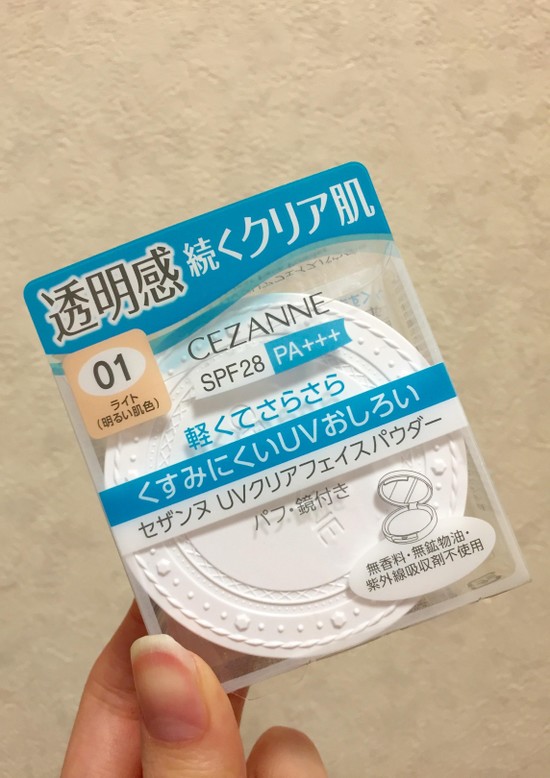 透明感 続くクリア肌
01
ライト
(明るい肌色)
CEZANNE
SPF28 PA+++
軽くてさらさら
くすみにくいUVおしろい
セザンヌ UVクリアフェイスパウダー
パフ・鏡付き
無香料・無鉱物油・
紫外線吸収剤不使用